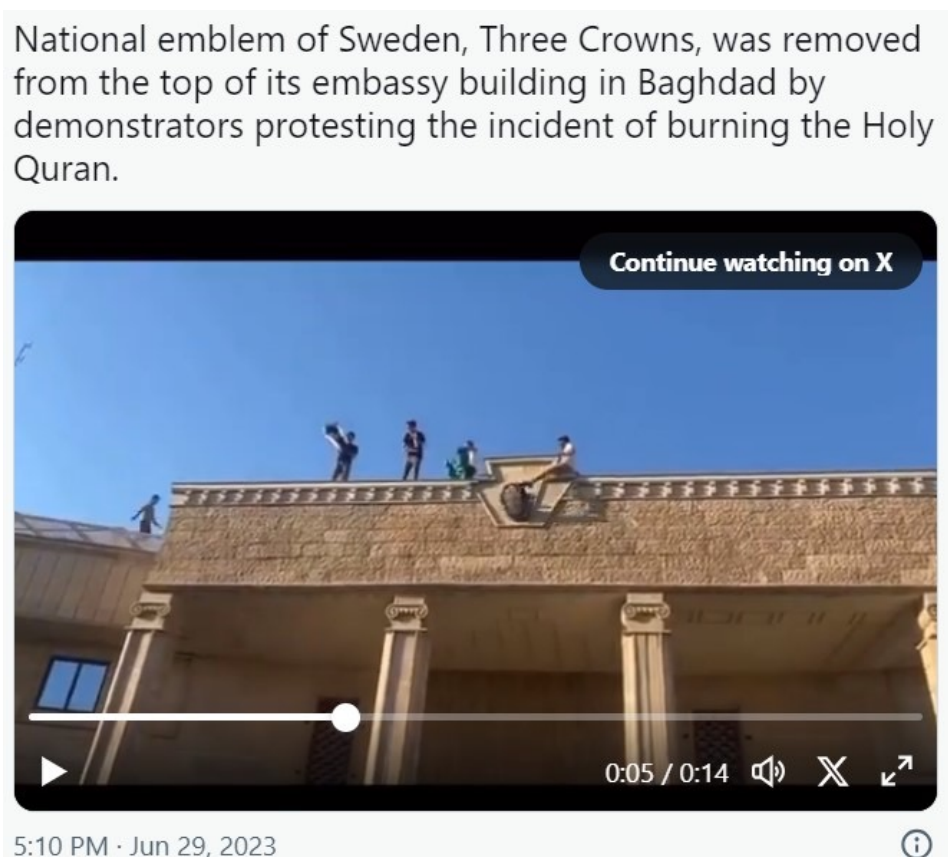 National emblem of Sweden, Three Crowns, was removed
from the top of its embassy building in Baghdad by
demonstrators protesting the incident of burning the Holy
Quran.
Continue watching on X
0:05 / 0:14
5:10 PM · Jun 29, 2023